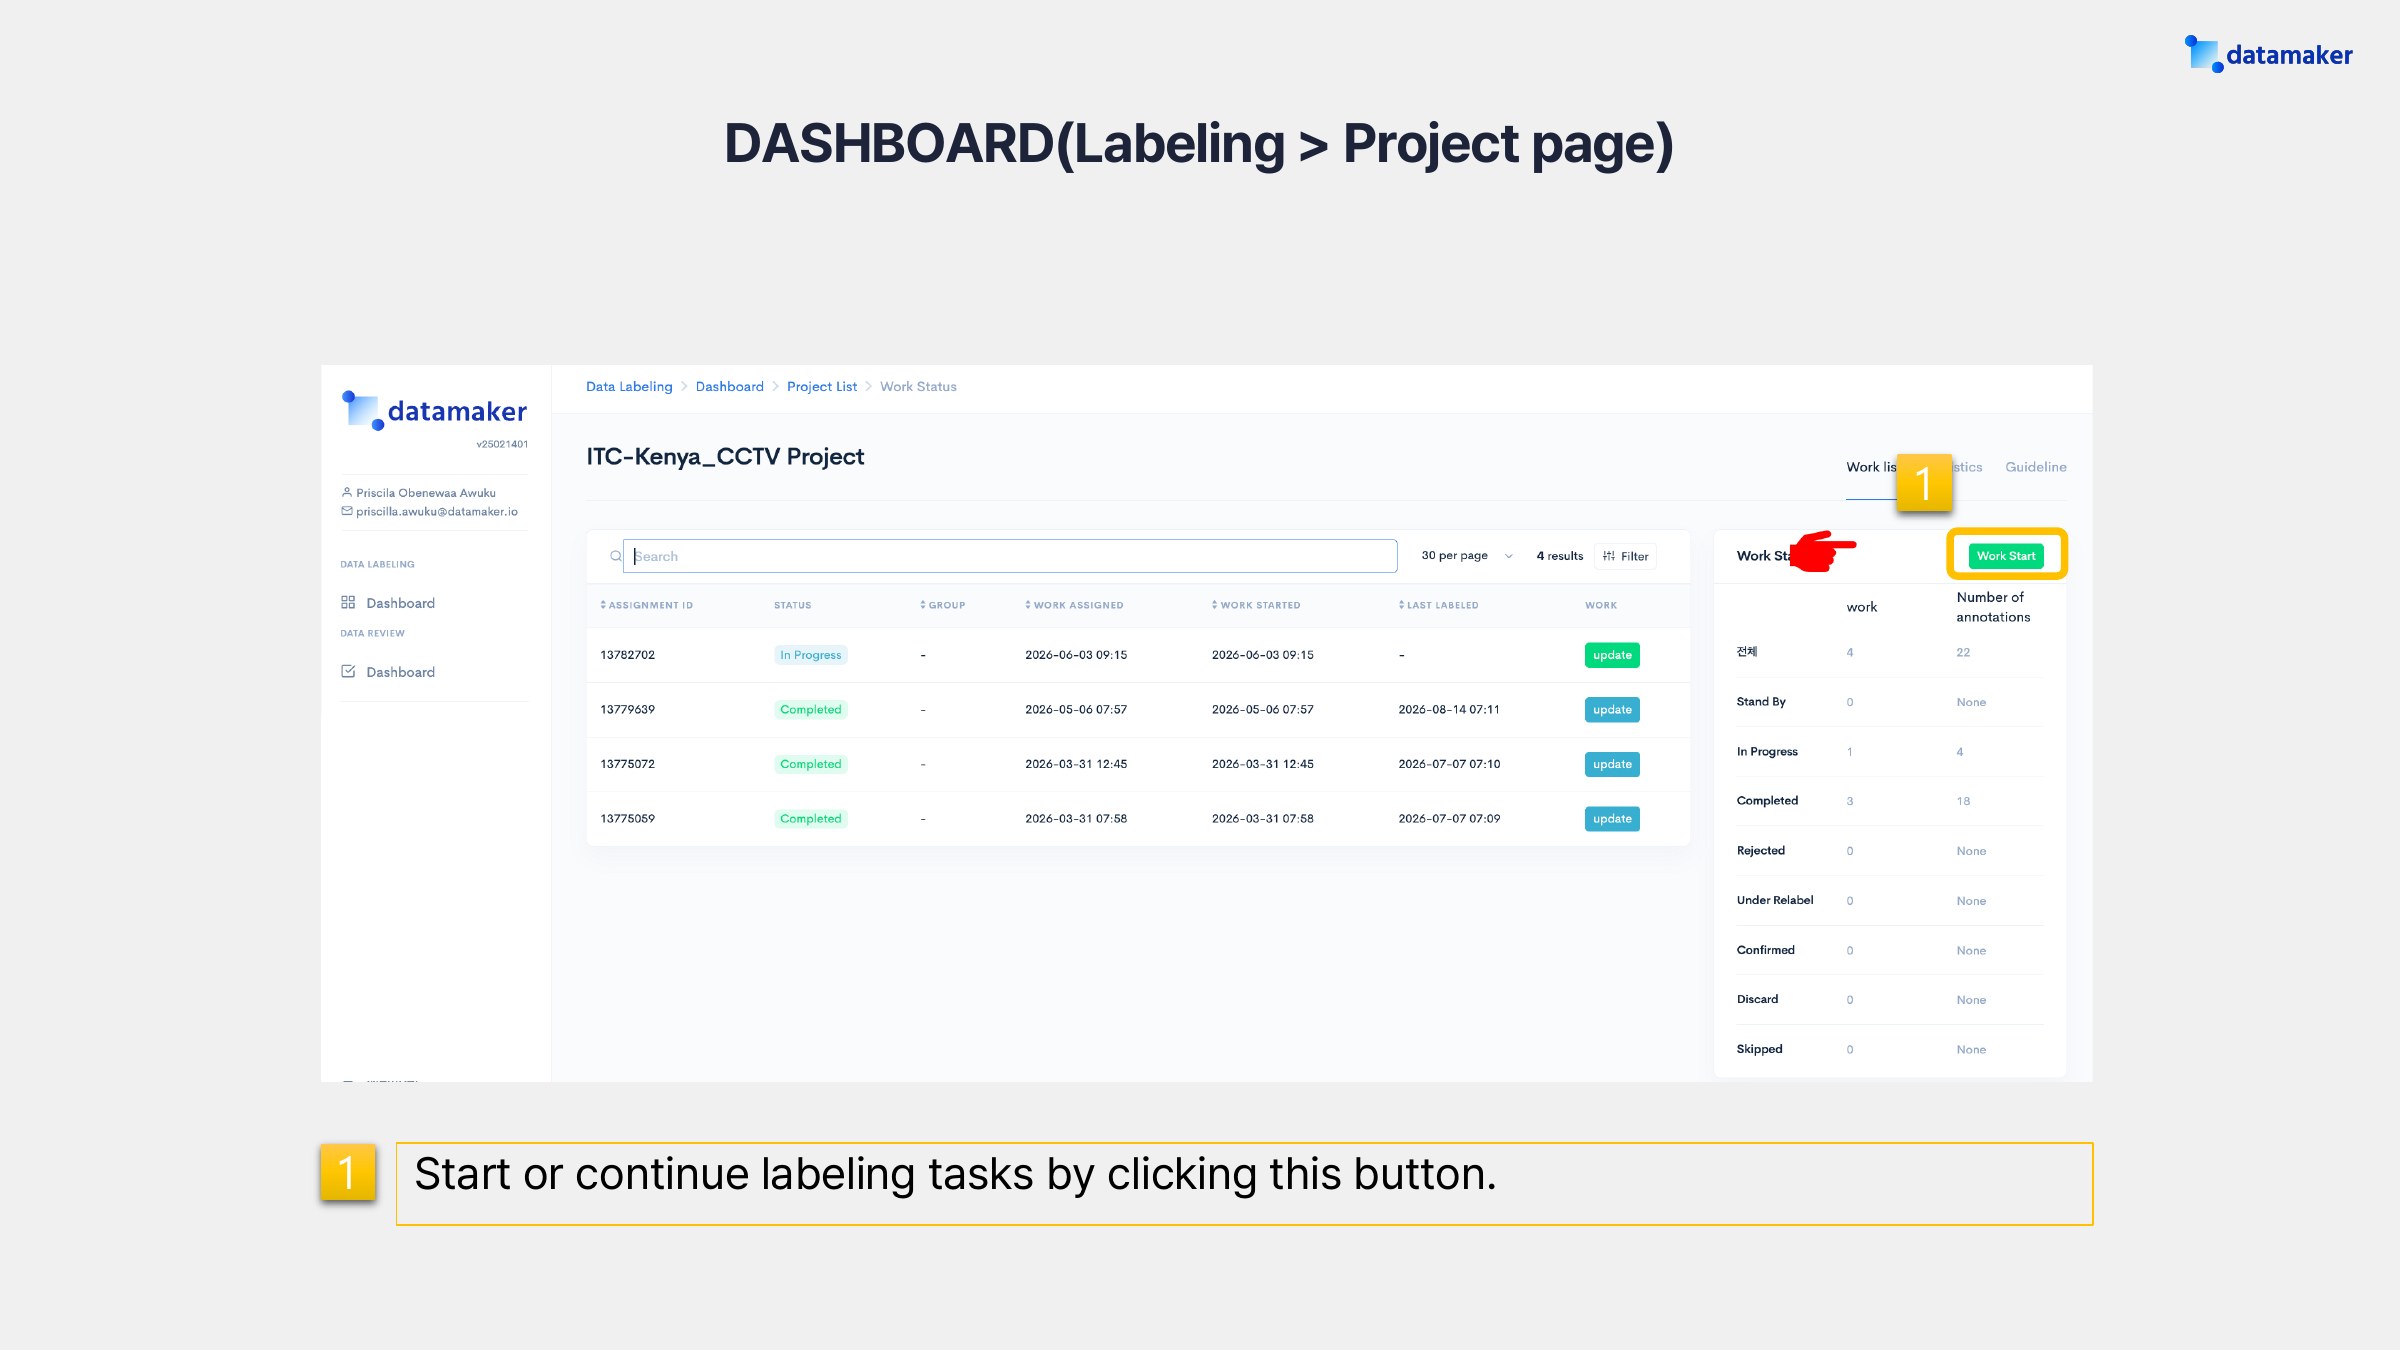 datamaker
DASHBOARD(Labeling > Project page)
datamaker
v25021401
Priscila Obenewaa Awuku
priscilla.awuku@datamaker.io
DATA LABELING
Dashboard
DATA REVIEW
Dashboard
Data Labeling > Dashboard > Project List > Work Status
ITC-Kenya_CCTV Project
Work lis 1 stics Guideline
Search 30 per page 4 results Filter
ASSIGNMENT ID STATUS GROUP WORK ASSIGNED WORK STARTED LAST LABELED WORK
13782702 In Progress - 2026-06-03 09:15 2026-06-03 09:15 - update
13779639 Completed - 2026-05-06 07:57 2026-05-06 07:57 2026-08-14 07:11 update
13775072 Completed - 2026-03-31 12:45 2026-03-31 12:45 2026-07-07 07:10 update
13775059 Completed - 2026-03-31 07:58 2026-03-31 07:58 2026-07-07 07:09 update
Work Sta Work Start
work Number of
annotations
전체 4 22
Stand By 0 None
In Progress 1 4
Completed 3 18
Rejected 0 None
Under Relabel 0 None
Confirmed 0 None
Discard 0 None
Skipped 0 None
1 Start or continue labeling tasks by clicking this button.